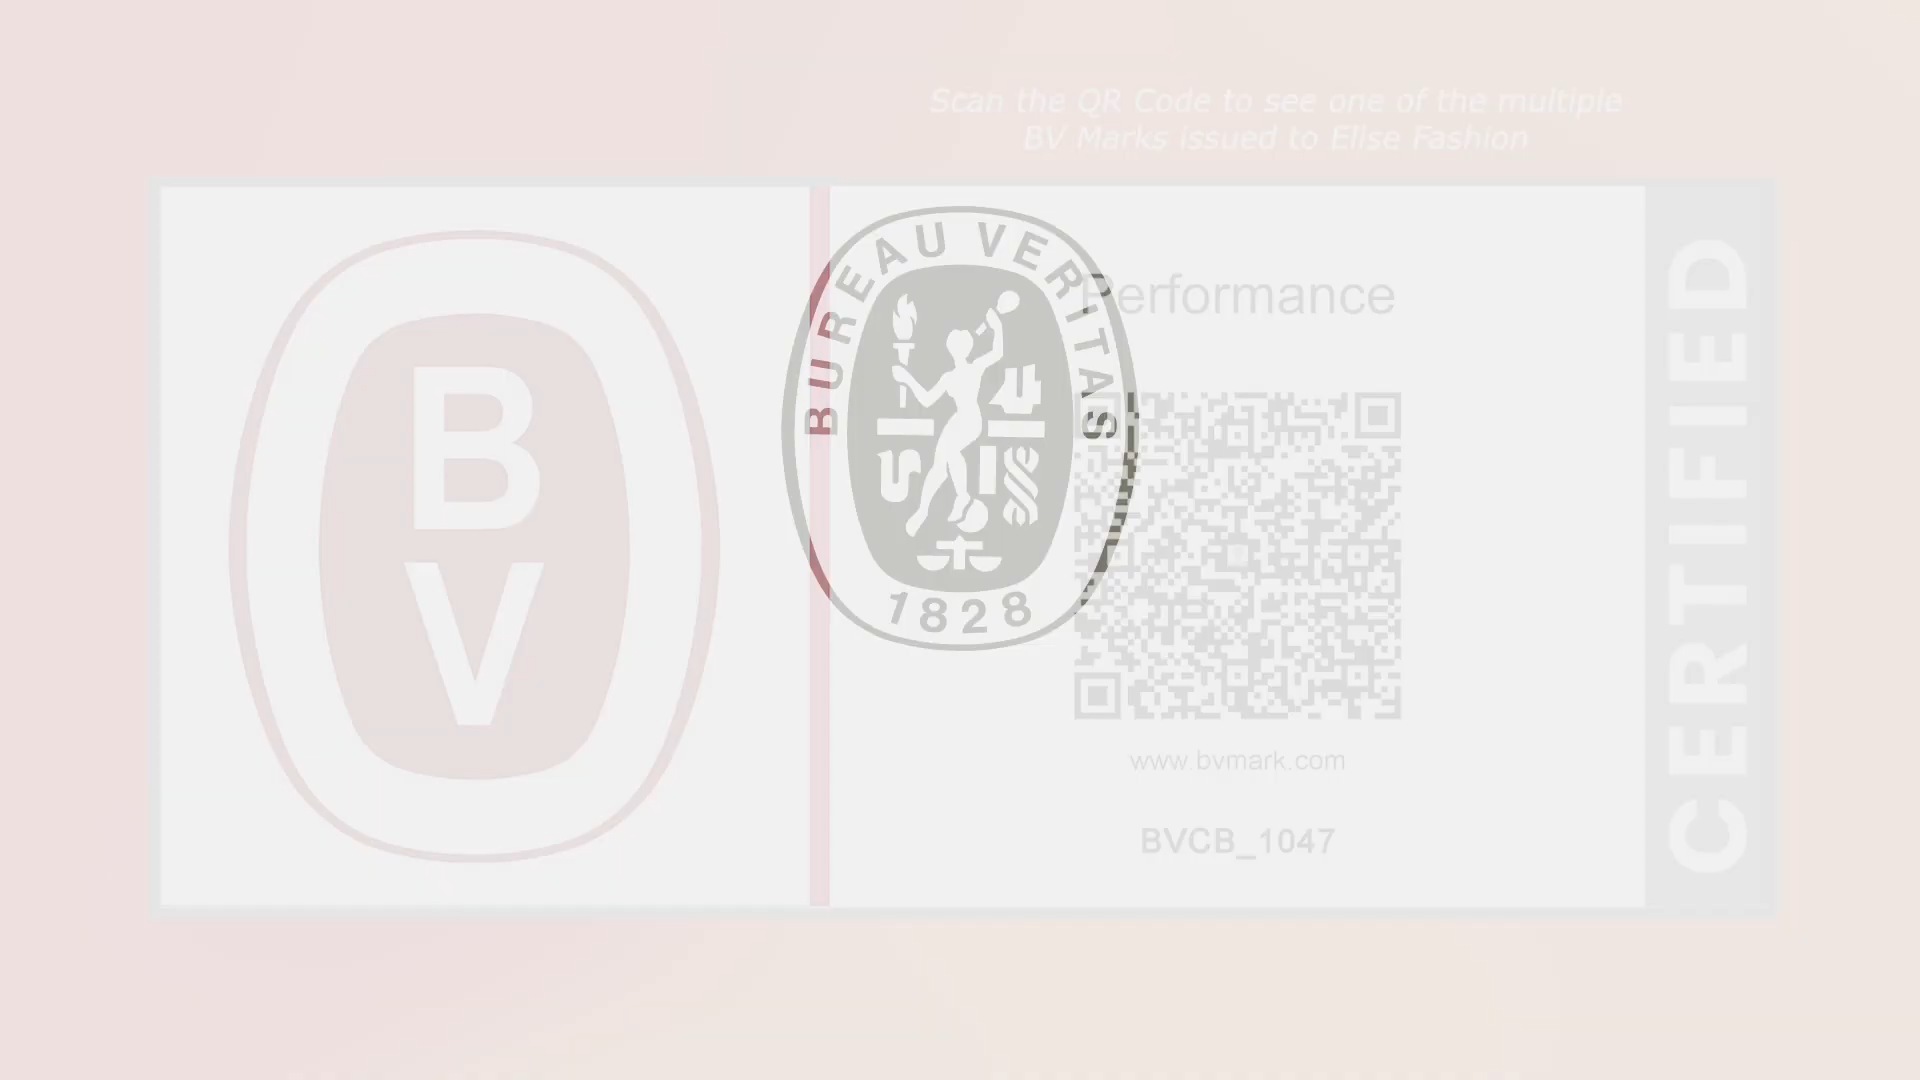 Scan the QR Code to see one of the multiple
BV Marks issued to Elise Fashion
BUREAU VERITAS
1828
B
V
Performance
www.bvmark.com
BVCB_1047
CERTIFIED